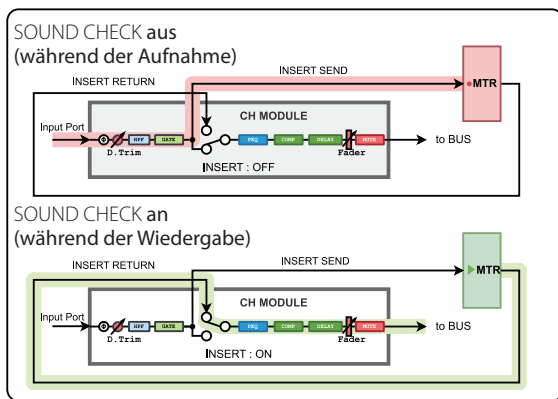 SOUND CHECK aus
(während der Aufnahme)
INSERT RETURN
INSERT SEND
MTR
CH MODULE
Input Port
Φ
HPF
GATE
PEQ
COMP
DELAY
MUTE
to BUS
D.Trim
Fader
INSERT : OFF
SOUND CHECK an
(während der Wiedergabe)
INSERT RETURN
INSERT SEND
MTR
CH MODULE
Input Port
Φ
HPF
GATE
PEQ
COMP
DELAY
MUTE
to BUS
D.Trim
Fader
INSERT : ON